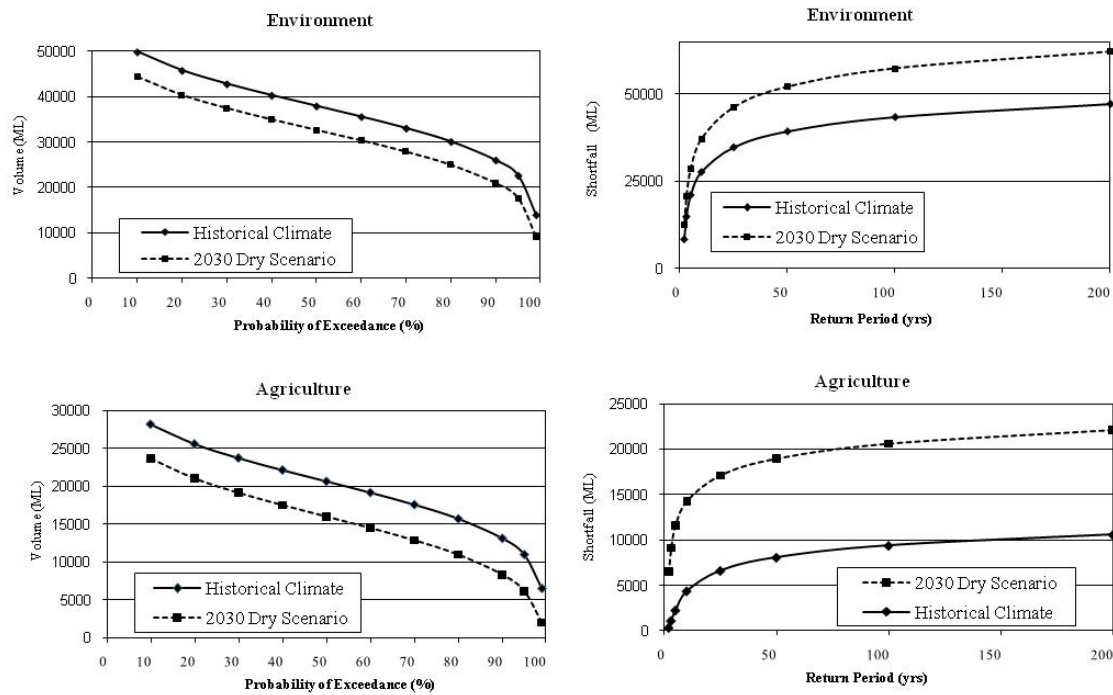 Environment
50000
40000
30000
20000
10000
0
Volume (ML)
Historical Climate
2030 Dry Scenario
0 10 20 30 40 50 60 70 80 90 100
Probability of Exceedance (%)
Environment
50000
25000
0
Shortfall (ML)
Historical Climate
2030 Dry Scenario
0 50 100 150 200
Return Period (yrs)
Agriculture
30000
25000
20000
15000
10000
5000
0
Volume (ML)
Historical Climate
2030 Dry Scenario
0 10 20 30 40 50 60 70 80 90 100
Probability of Exceedance (%)
Agriculture
25000
20000
15000
10000
5000
0
Shortfall (ML)
2030 Dry Scenario
Historical Climate
0 50 100 150 200
Return Period (yrs)